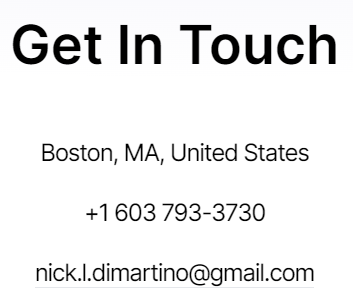 Get In Touch
Boston, MA, United States
+1 603 793-3730
nick.l.dimartino@gmail.com